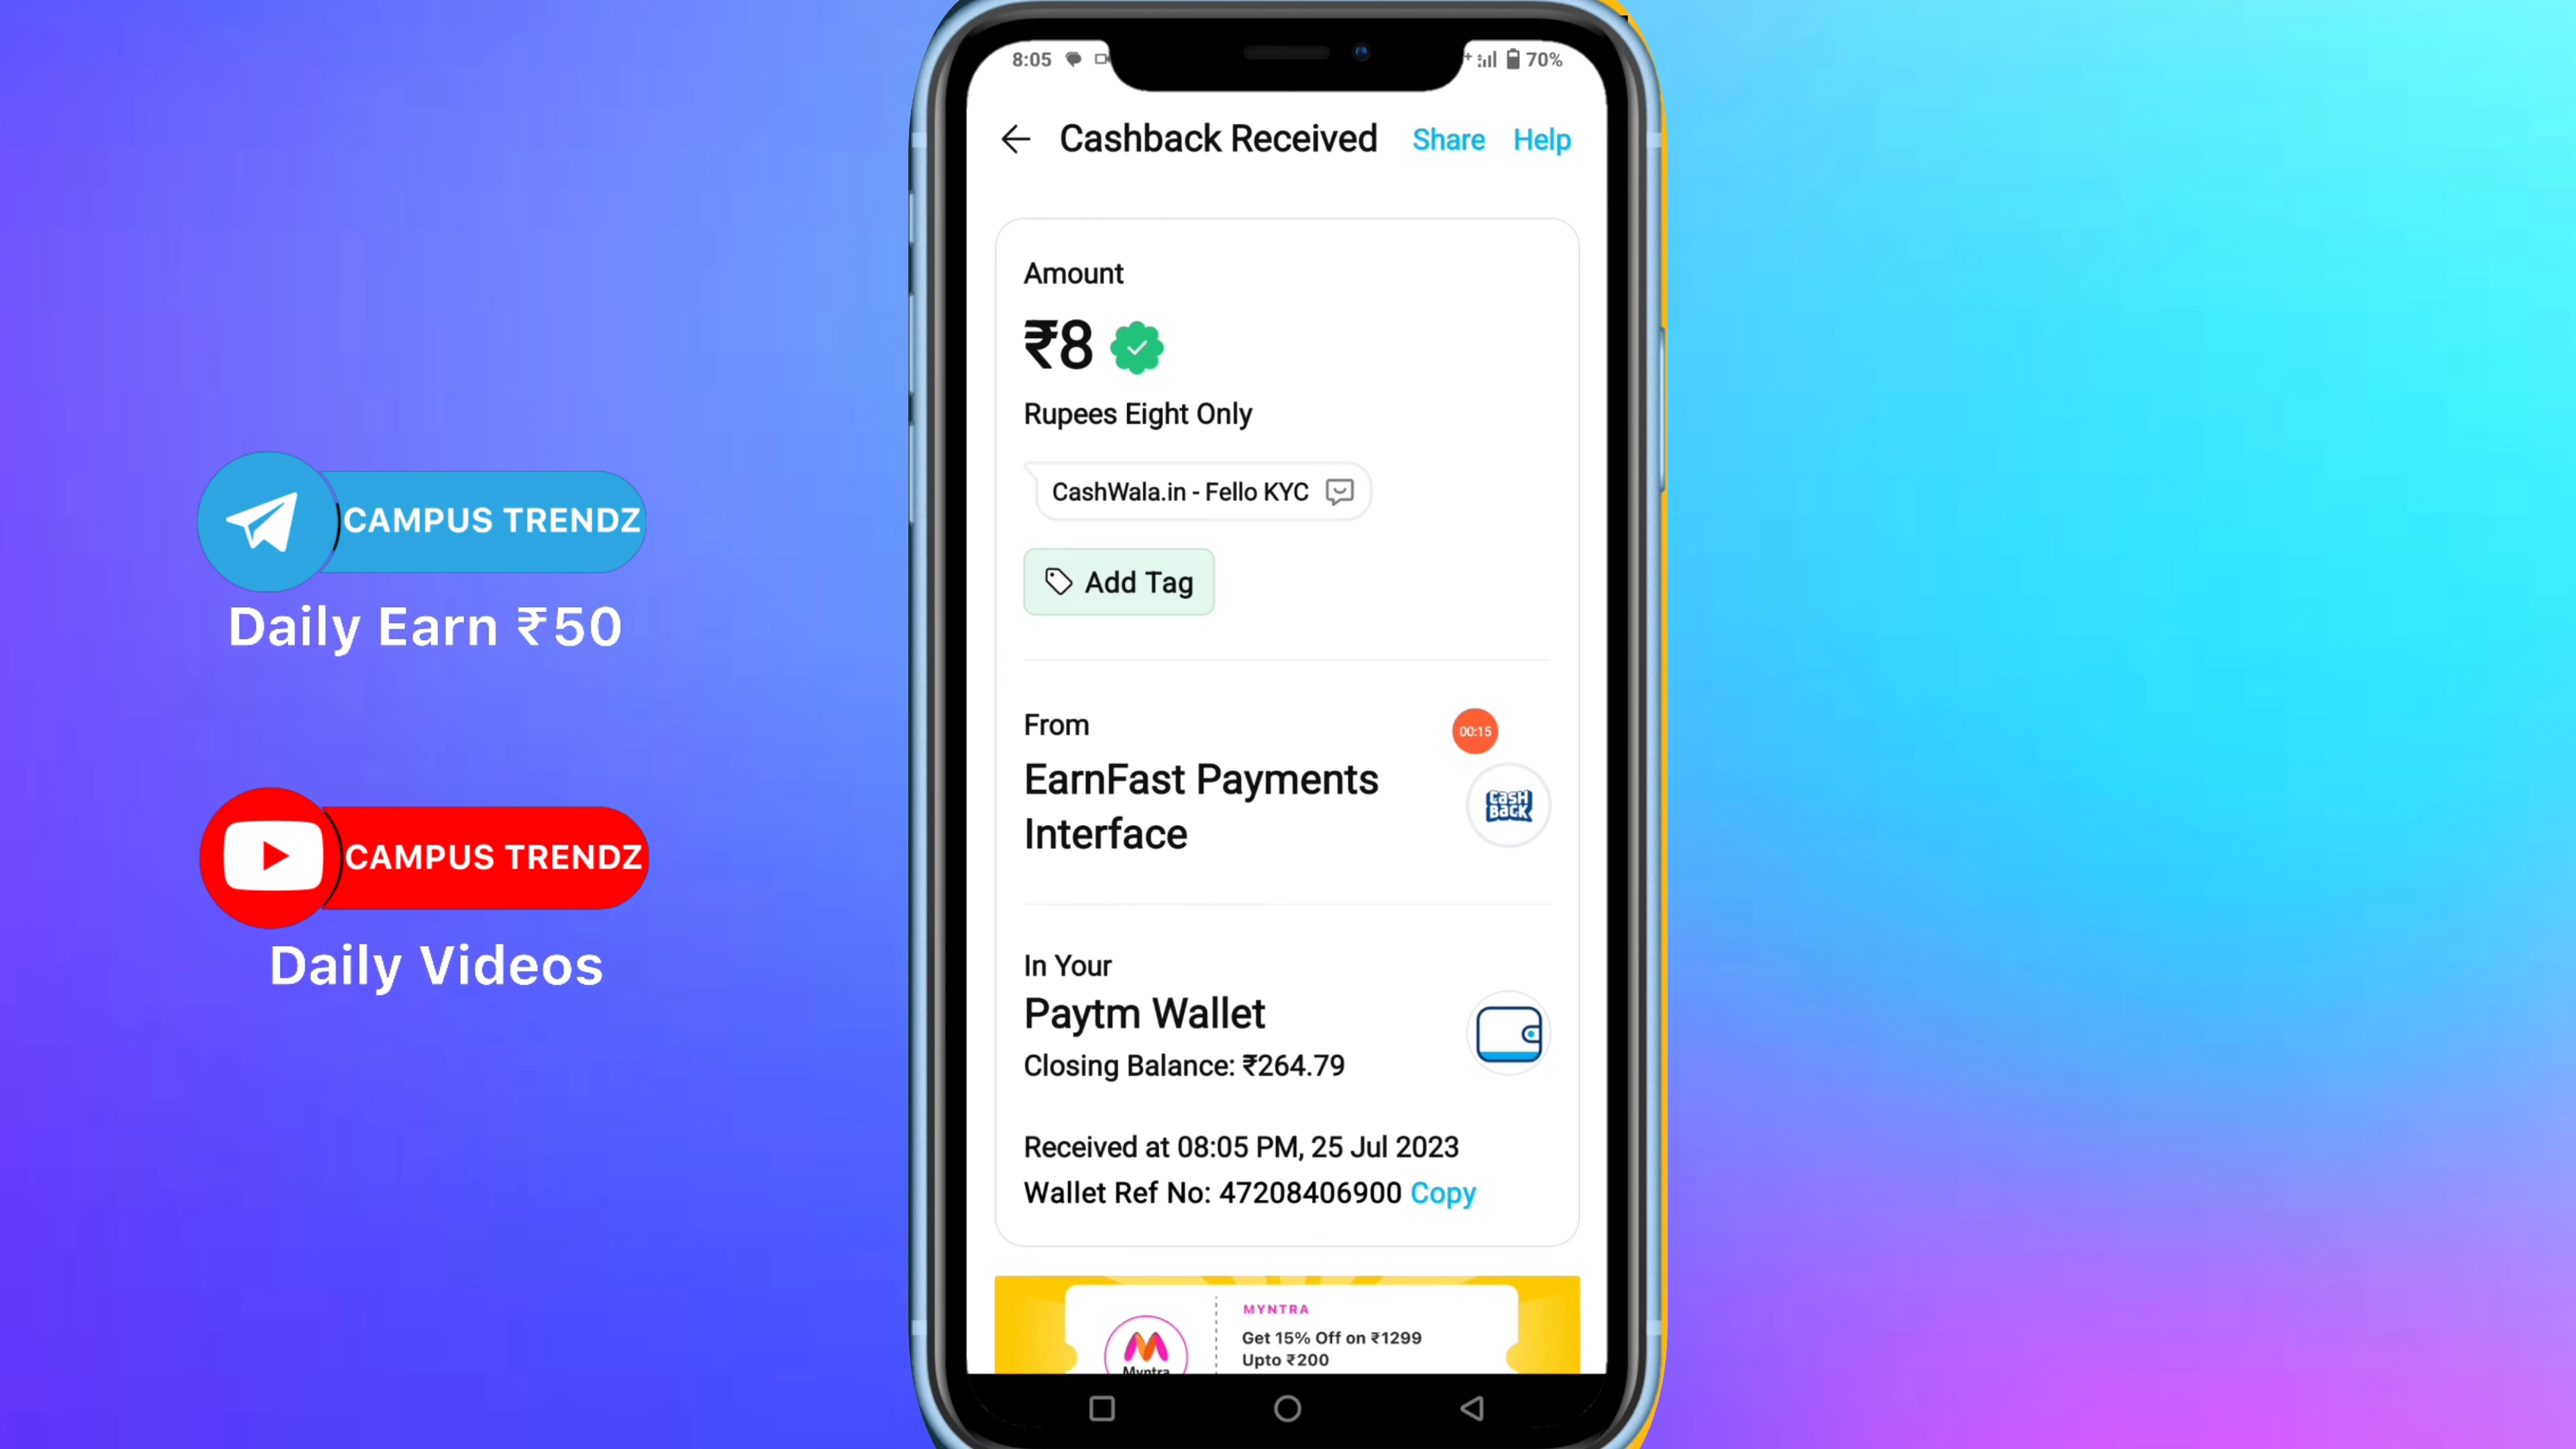 8:05
70%
Cashback Received
Share
Help
Amount
₹8
Rupees Eight Only
CashWala.in - Fello KYC
Add Tag
From
00:15
EarnFast Payments
Interface
CASH
BACK
In Your
Paytm Wallet
Closing Balance: ₹264.79
Received at 08:05 PM, 25 Jul 2023
Wallet Ref No: 47208406900 Copy
MYNTRA
Get 15% Off on ₹1299
Upto ₹200
Myntra
CAMPUS TRENDZ
Daily Earn ₹50
CAMPUS TRENDZ
Daily Videos